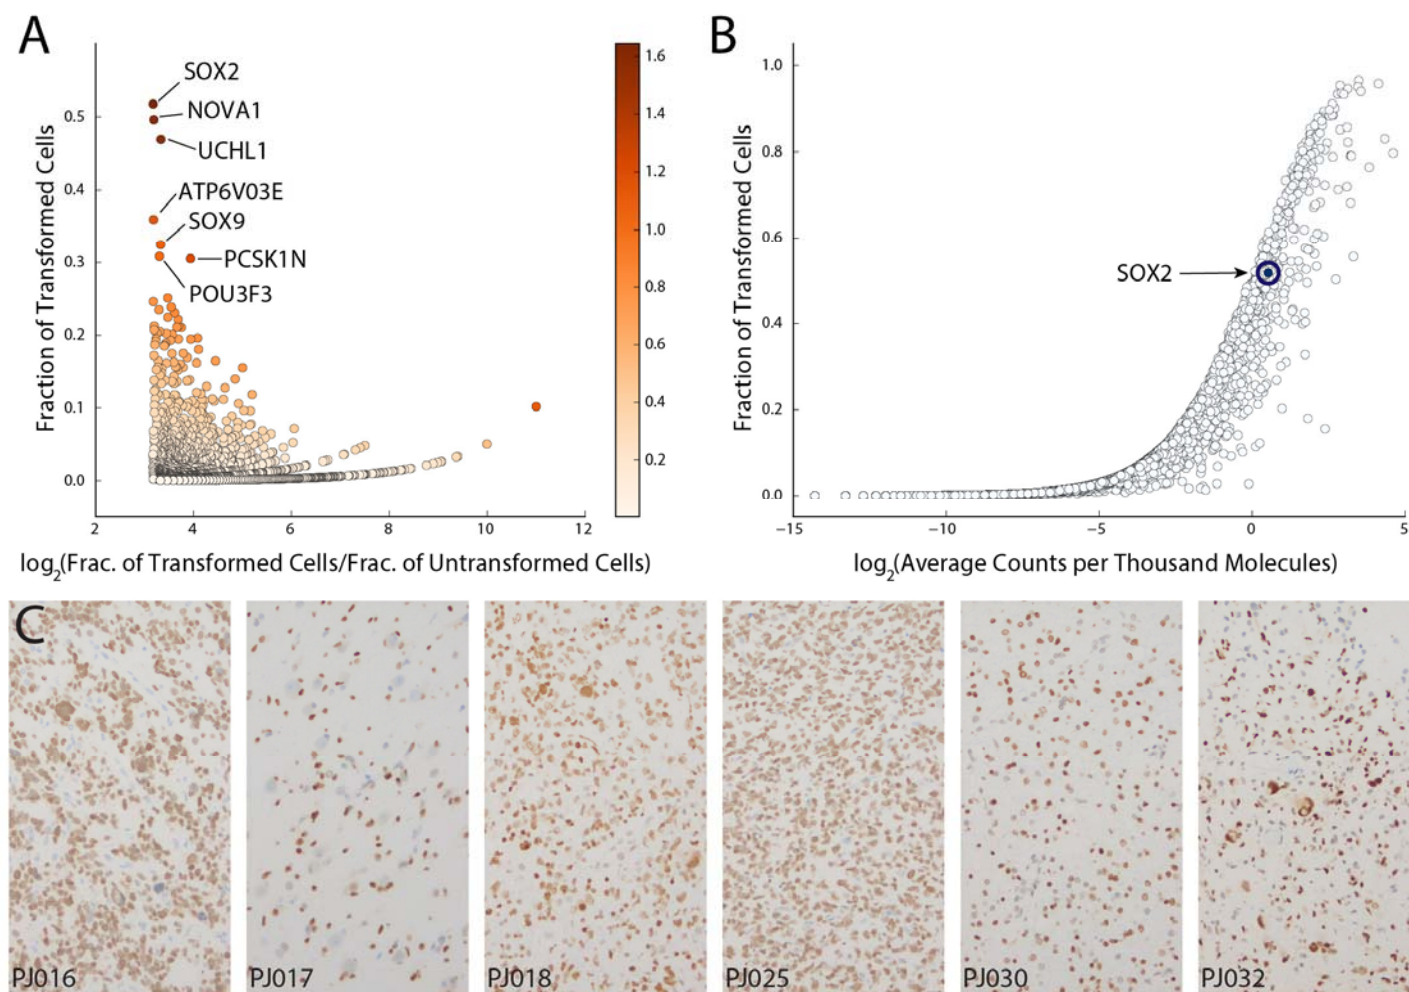 A
SOX2
NOVA1
UCHL1
ATP6V03E
SOX9
PCSK1N
POU3F3
Fraction of Transformed Cells
0.5
0.4
0.3
0.2
0.1
0.0
2 4 6 8 10 12
log2(Frac. of Transformed Cells/Frac. of Untransformed Cells)
1.6
1.4
1.2
1.0
0.8
0.6
0.4
0.2
B
Fraction of Transformed Cells
1.0
0.8
0.6
0.4
0.2
0.0
SOX2
−15 −10 −5 0 5
log2(Average Counts per Thousand Molecules)
C
PJ016 PJ017 PJ018 PJ025 PJ030 PJ032